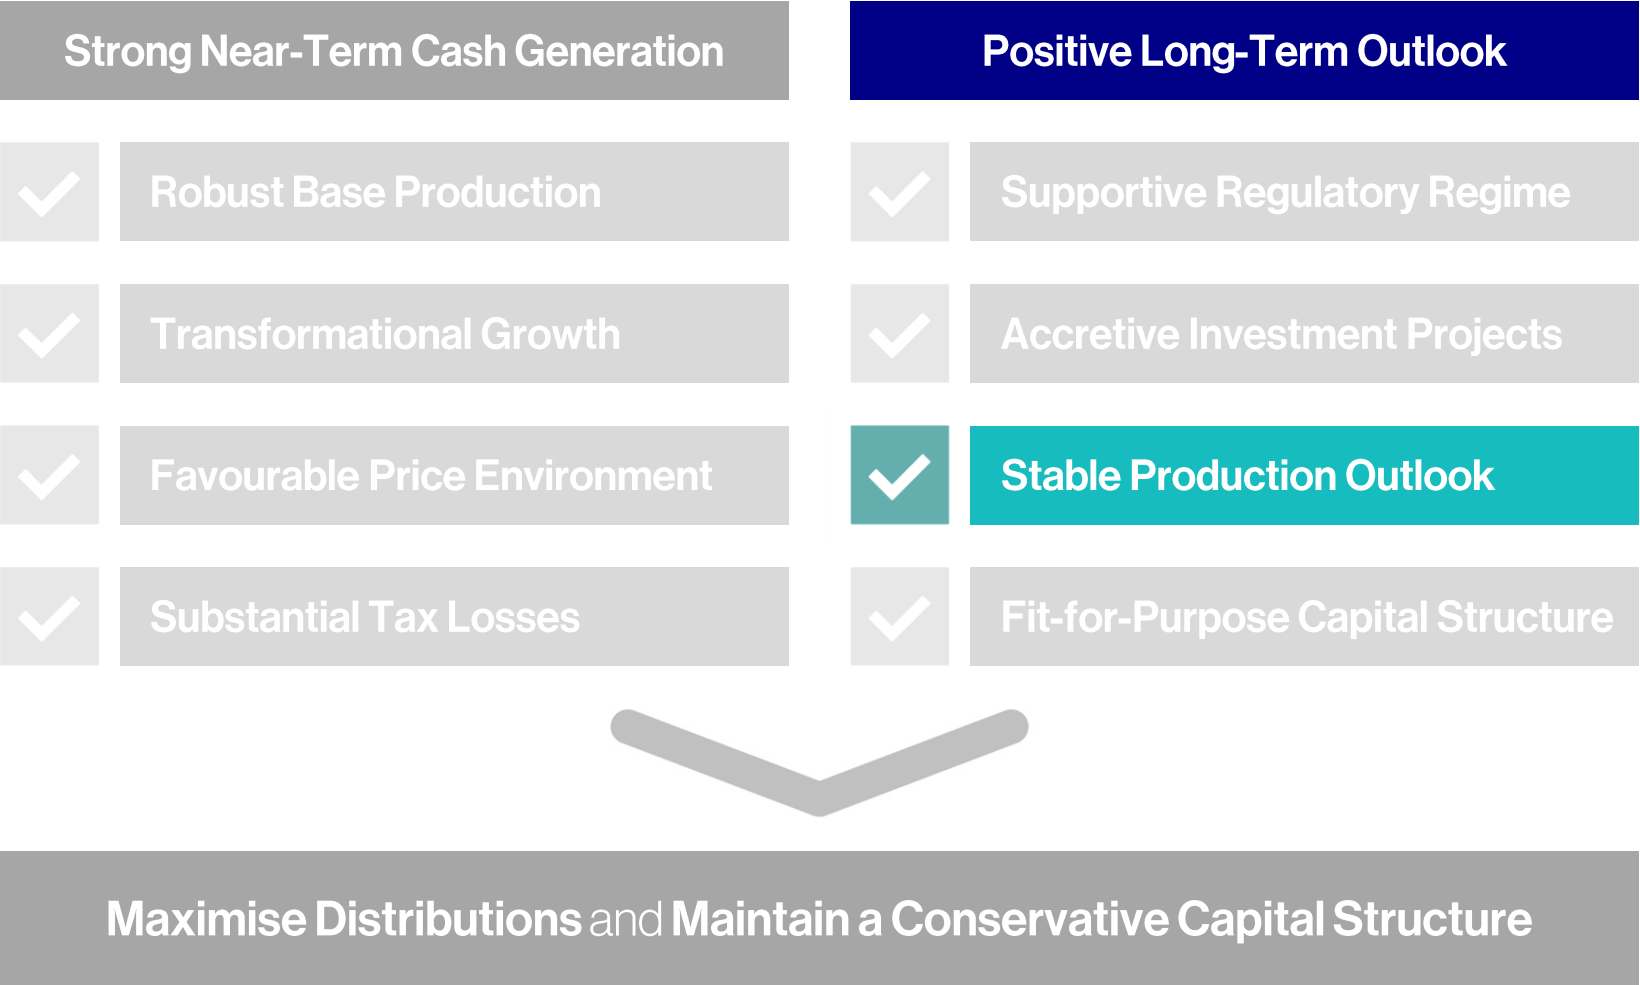 Strong Near-Term Cash Generation
Robust Base Production
Transformational Growth
Favourable Price Environment
Substantial Tax Losses
Positive Long-Term Outlook
Supportive Regulatory Regime
Accretive Investment Projects
Stable Production Outlook
Fit-for-Purpose Capital Structure
Maximise Distributions and Maintain a Conservative Capital Structure